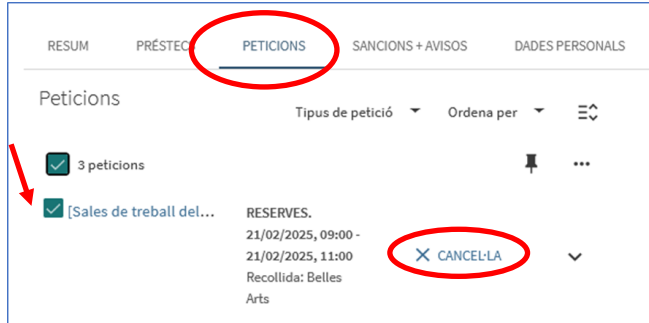 RESUM PRÉSTEC PETICIONS SANCIONS + AVISOS DADES PERSONALS
Peticions
Tipus de petició Ordena per
3 peticions
[Sales de treball del...
RESERVES.
21/02/2025, 09:00 -
21/02/2025, 11:00
Recollida: Belles
Arts
CANCEL·LA